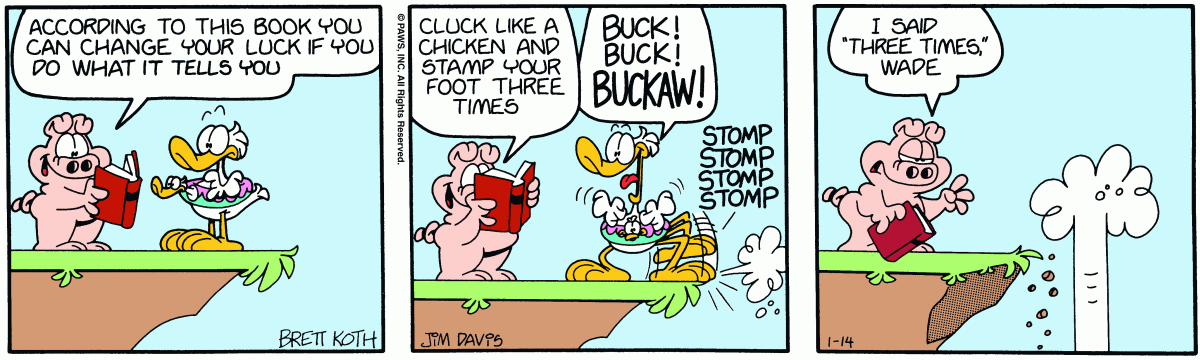 ACCORDING TO THIS BOOK YOU
CAN CHANGE YOUR LUCK IF YOU
DO WHAT IT TELLS YOU
BRETT KOTH
© PAWS, INC. All Rights Reserved.
CLUCK LIKE A
CHICKEN AND
STAMP YOUR
FOOT THREE
TIMES
BUCK!
BUCK!
BUCKAW!
STOMP
STOMP
STOMP
STOMP
JIM DAVIS
I SAID
"THREE TIMES,"
WADE
1-14